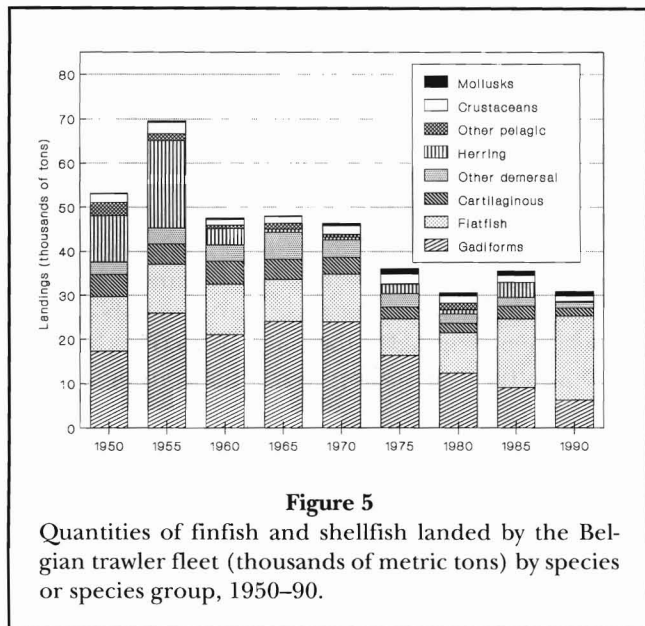 80
70
60
50
40
30
20
10
0
Landings (thousands of tons)
Mollusks
Crustaceans
Other pelagic
Herring
Other demersal
Cartilaginous
Flatfish
Gadiforms
1950 1955 1960 1965 1970 1975 1980 1985 1990
Figure 5
Quantities of finfish and shellfish landed by the Bel-
gian trawler fleet (thousands of metric tons) by species
or species group, 1950–90.